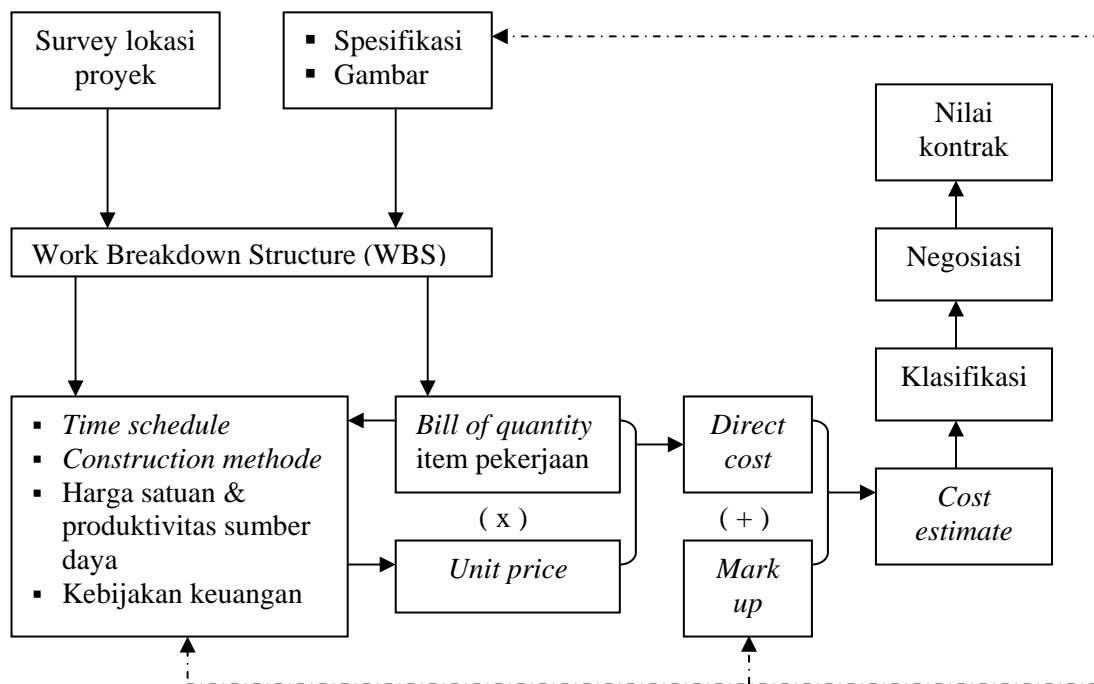 Survey lokasi
proyek
▪ Spesifikasi
▪ Gambar
Nilai
kontrak
Work Breakdown Structure (WBS)
Negosiasi
Klasifikasi
▪ Time schedule
▪ Construction methode
▪ Harga satuan &
produktivitas sumber
daya
▪ Kebijakan keuangan
Bill of quantity
item pekerjaan
( x )
Unit price
Direct
cost
( + )
Mark
up
Cost
estimate